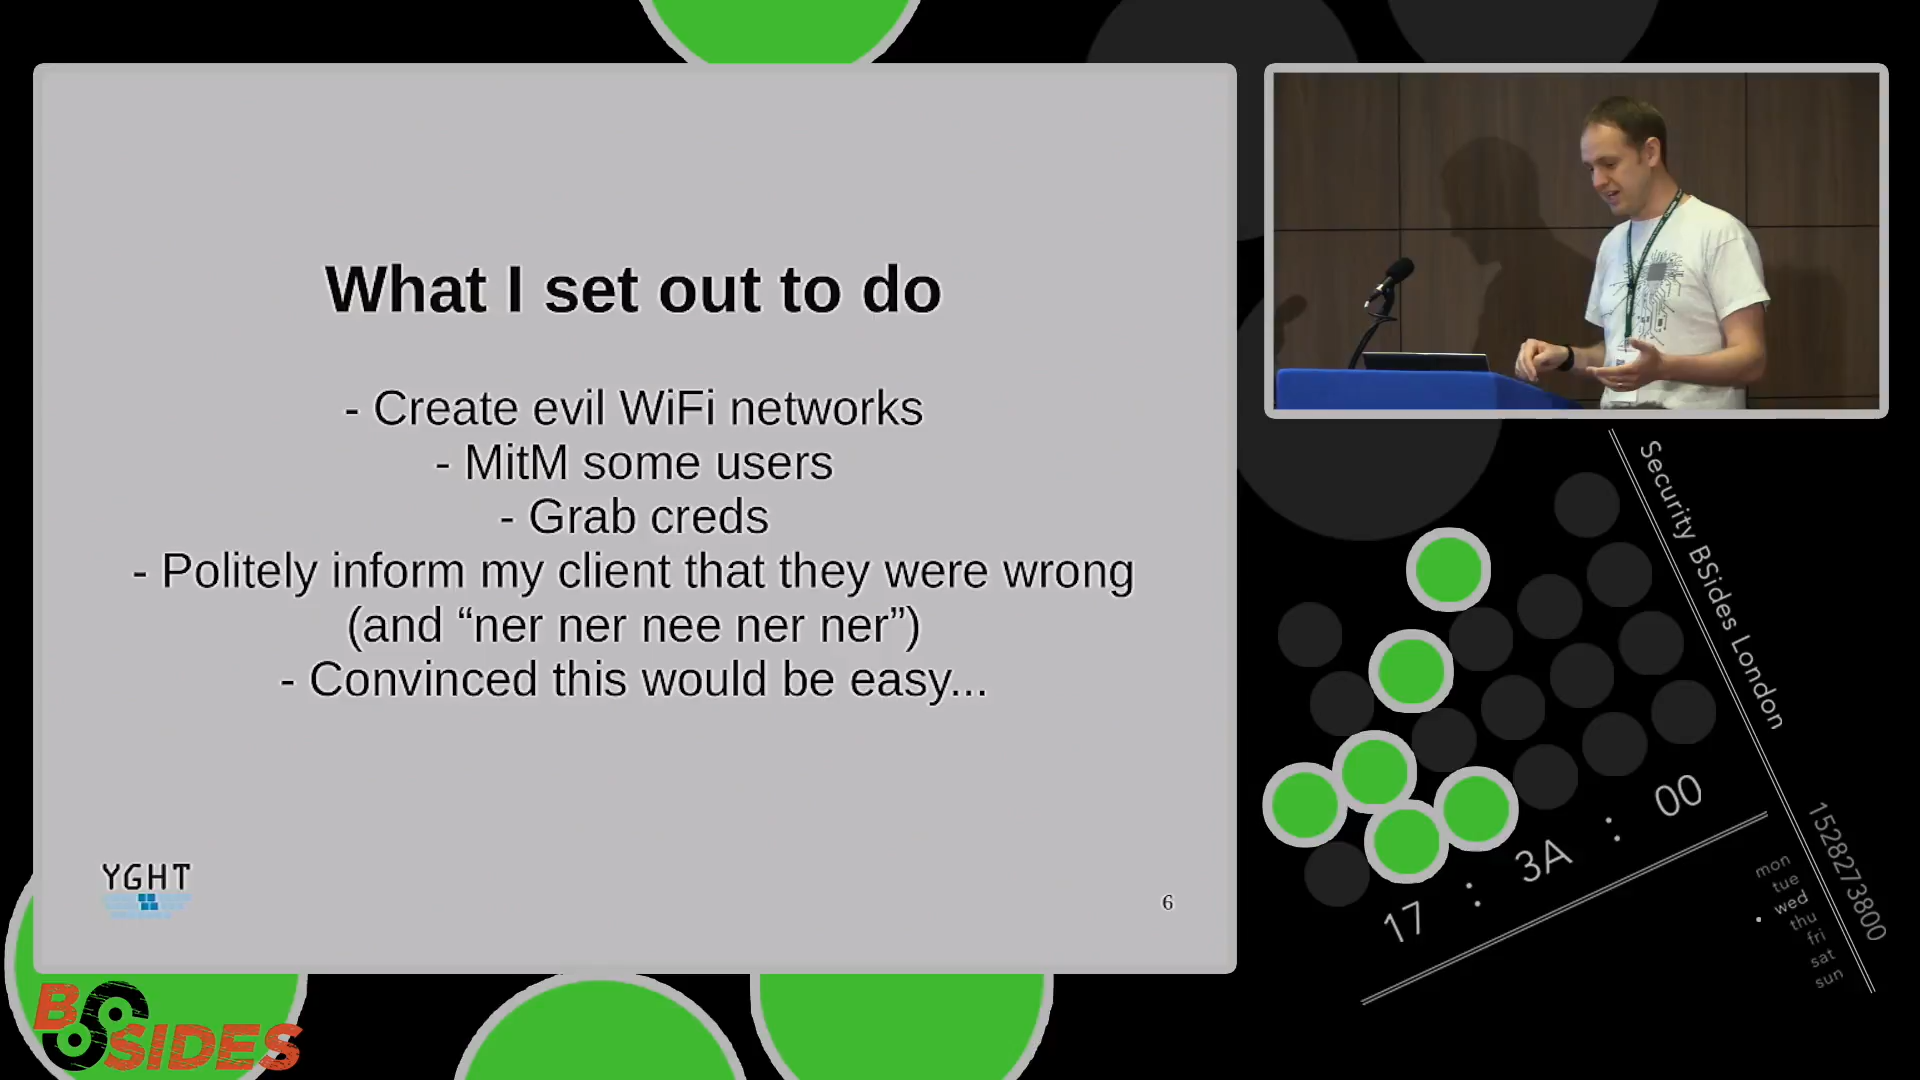 What I set out to do
- Create evil WiFi networks
- MitM some users
- Grab creds
- Politely inform my client that they were wrong
(and “ner ner nee ner ner”)
- Convinced this would be easy...
YGHT
6
Security BSides London
17 : 3A : 00
1528273800
mon
tue
wed
thu
fri
sat
sun
BSIDES